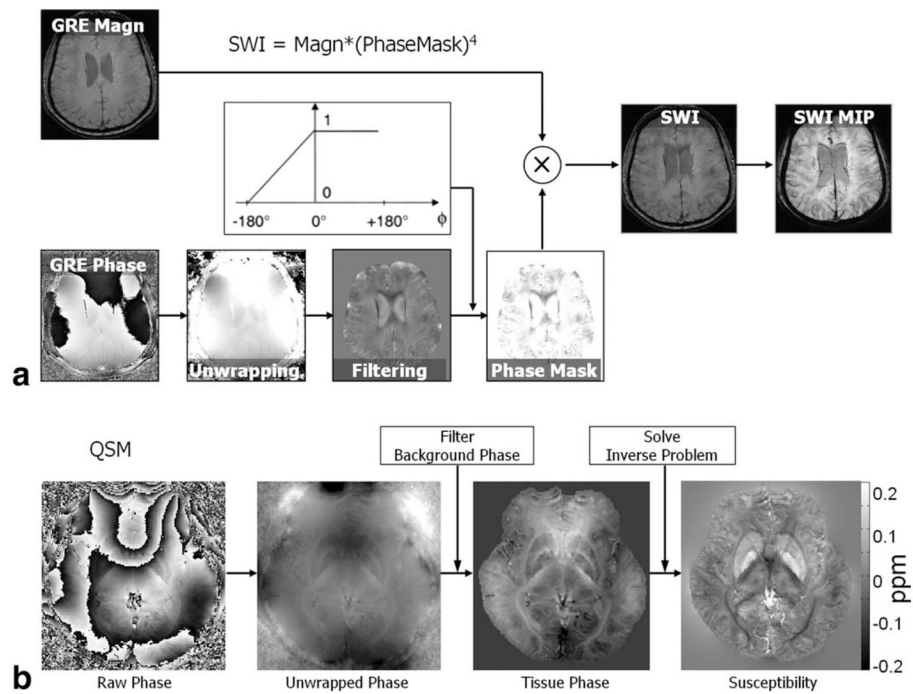 GRE Magn
SWI = Magn*(PhaseMask)⁴
1
0
-180° 0° +180° ϕ
SWI
SWI MIP
GRE Phase
Unwrapping
Filtering
Phase Mask
a
QSM
Filter
Background Phase
Solve
Inverse Problem
0.2
0.1
0
-0.1
-0.2
ppm
b
Raw Phase
Unwrapped Phase
Tissue Phase
Susceptibility